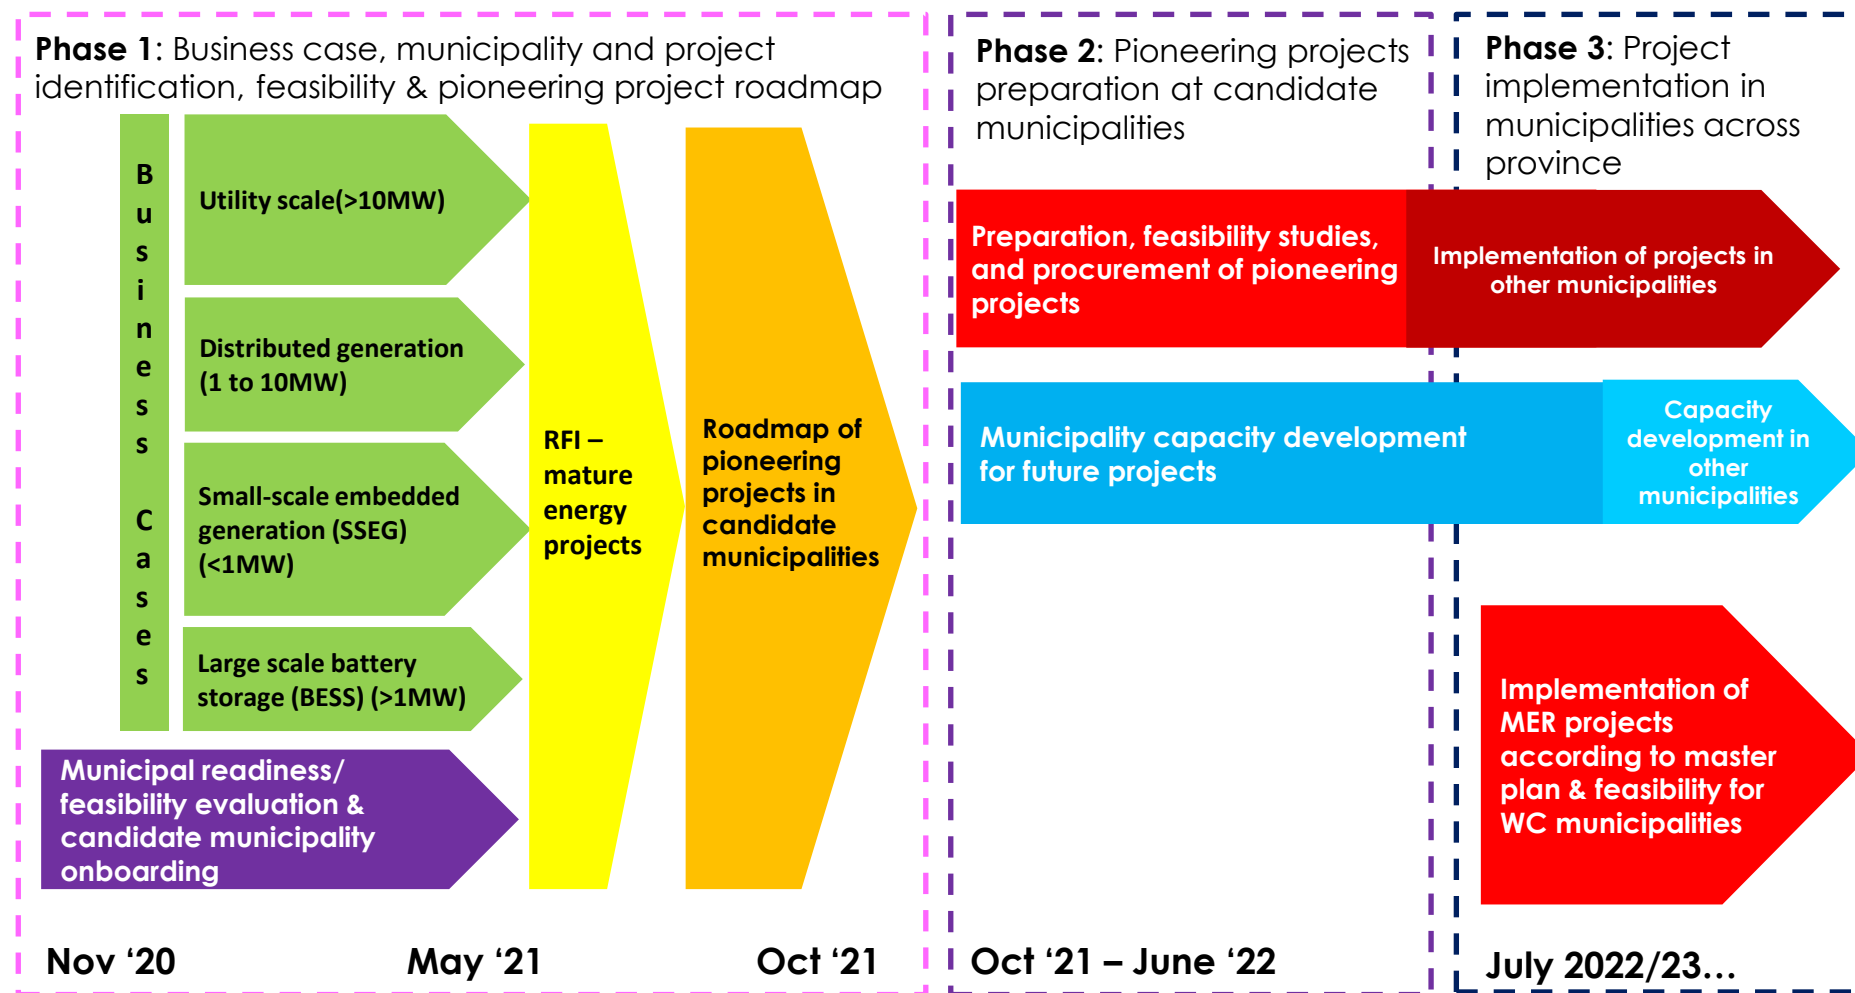 Phase 1: Business case, municipality and project
identification, feasibility & pioneering project roadmap
Business Cases
Utility scale(>10MW)
Distributed generation
(1 to 10MW)
Small-scale embedded
generation (SSEG)
(<1MW)
Large scale battery
storage (BESS) (>1MW)
Municipal readiness/
feasibility evaluation &
candidate municipality
onboarding
RFI –
mature
energy
projects
Roadmap of
pioneering
projects in
candidate
municipalities
Nov ‘20
May ‘21
Oct ‘21
Phase 2: Pioneering projects
preparation at candidate
municipalities
Preparation, feasibility studies,
and procurement of pioneering
projects
Municipality capacity development
for future projects
Oct ‘21 – June ‘22
Phase 3: Project
implementation in
municipalities across
province
Implementation of projects in
other municipalities
Capacity
development in
other
municipalities
Implementation of
MER projects
according to master
plan & feasibility for
WC municipalities
July 2022/23…